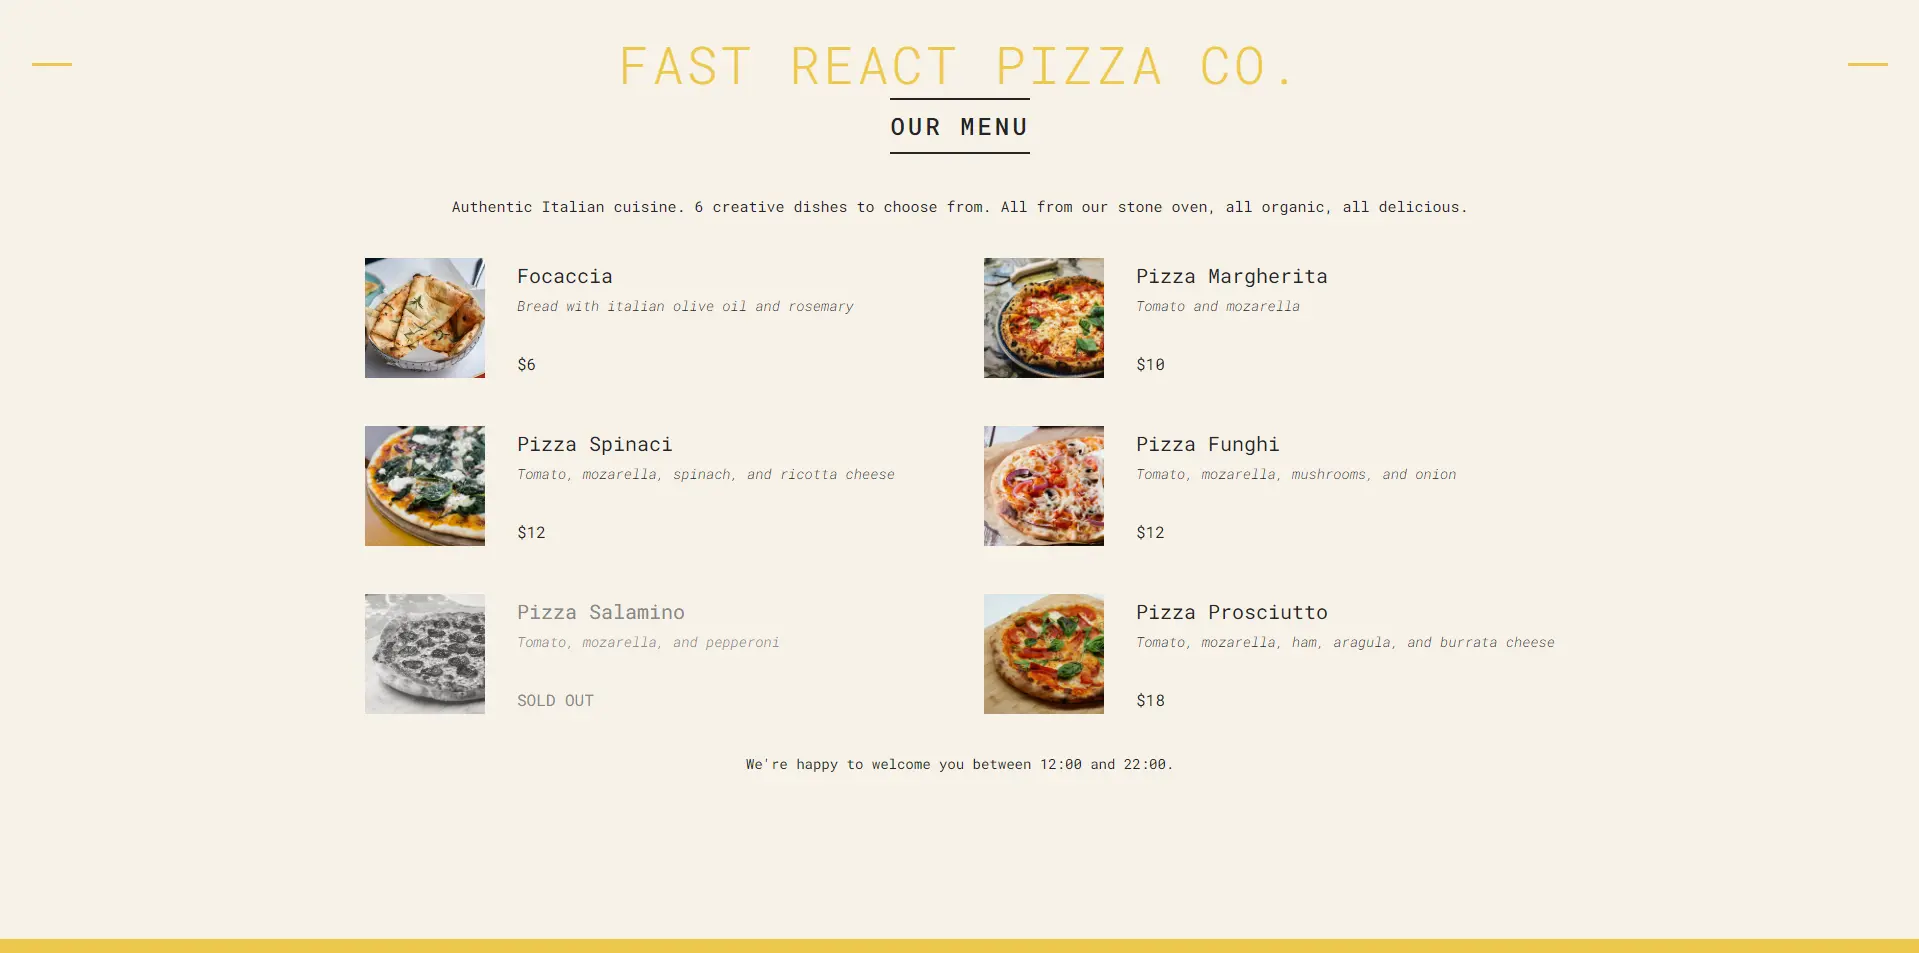 FAST REACT PIZZA CO.
OUR MENU
Authentic Italian cuisine. 6 creative dishes to choose from. All from our stone oven, all organic, all delicious.
Focaccia
Bread with italian olive oil and rosemary
$6
Pizza Margherita
Tomato and mozarella
$10
Pizza Spinaci
Tomato, mozarella, spinach, and ricotta cheese
$12
Pizza Funghi
Tomato, mozarella, mushrooms, and onion
$12
Pizza Salamino
Tomato, mozarella, and pepperoni
SOLD OUT
Pizza Prosciutto
Tomato, mozarella, ham, aragula, and burrata cheese
$18
We're happy to welcome you between 12:00 and 22:00.